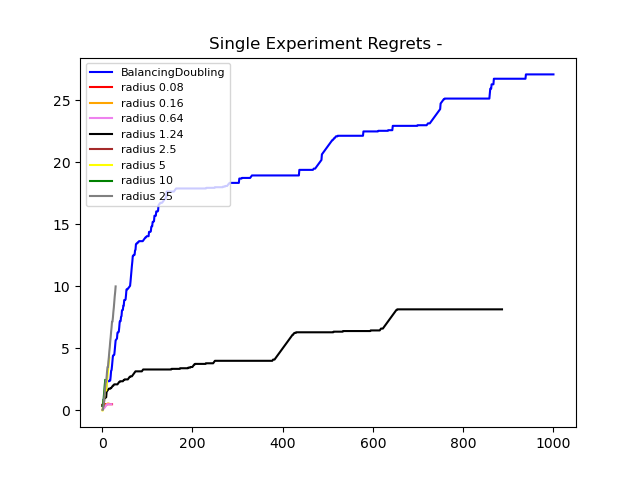 Single Experiment Regrets -
BalancingDoubling
radius 0.08
radius 0.16
radius 0.64
radius 1.24
radius 2.5
radius 5
radius 10
radius 25
25
20
15
10
5
0
0 200 400 600 800 1000